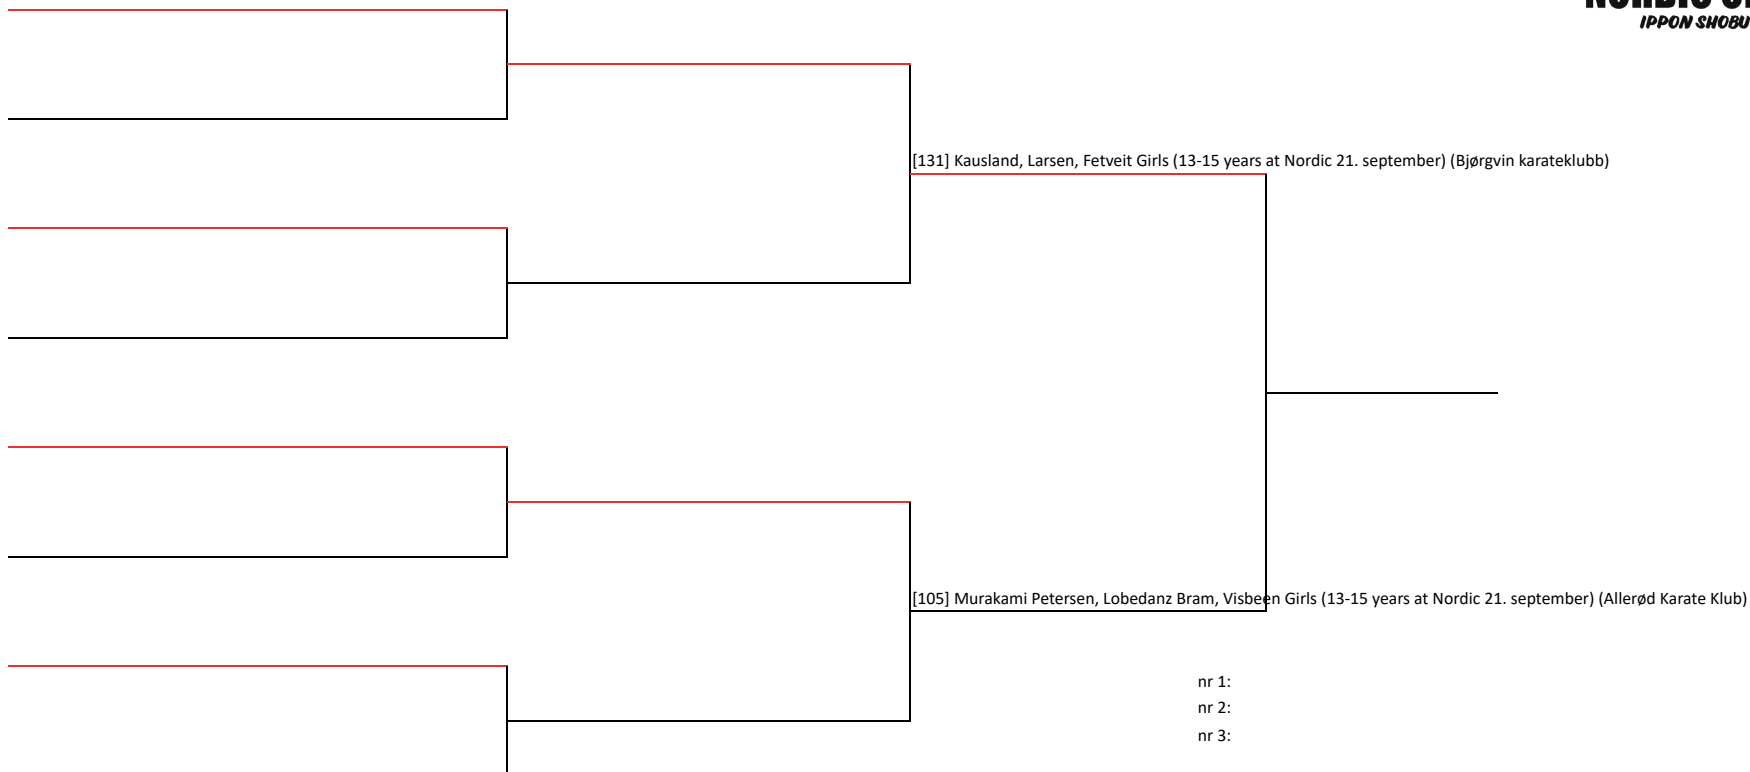 IPPON SHOBU
[131] Kausland, Larsen, Fetveit Girls (13-15 years at Nordic 21. september) (Bjørgvin karateklubb)
[105] Murakami Petersen, Lobedanz Bram, Visbeen Girls (13-15 years at Nordic 21. september) (Allerød Karate Klub)
nr 1:
nr 2:
nr 3: